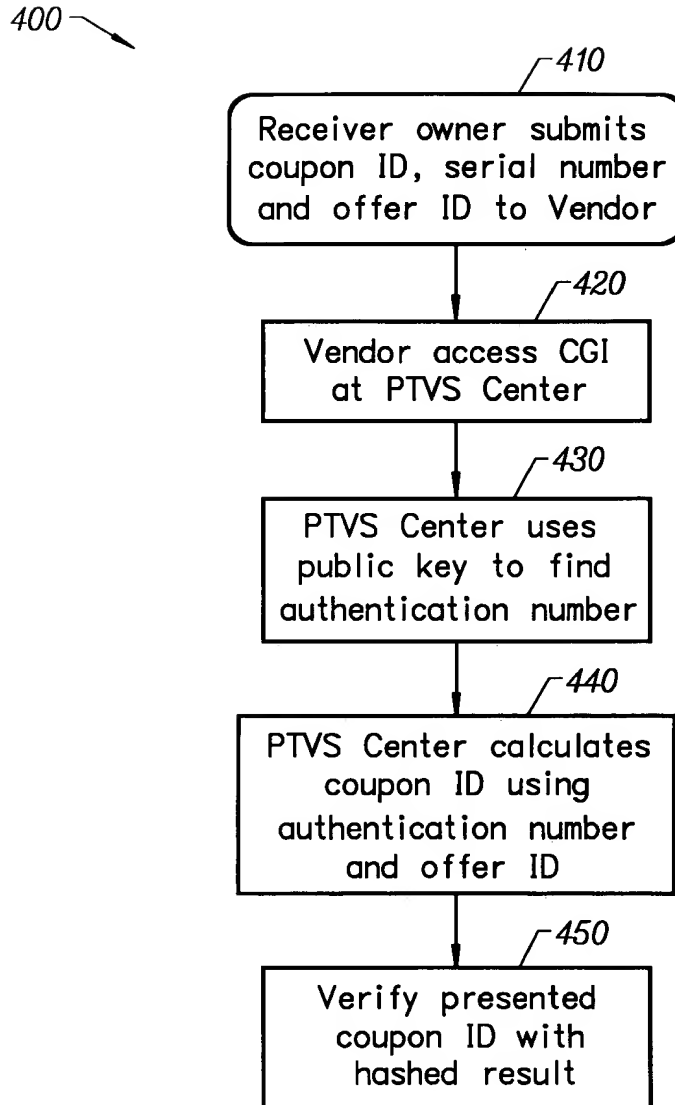 400
410
Receiver owner submits
coupon ID, serial number
and offer ID to Vendor
420
Vendor access CGI
at PTVS Center
430
PTVS Center uses
public key to find
authentication number
440
PTVS Center calculates
coupon ID using
authentication number
and offer ID
450
Verify presented
coupon ID with
hashed result